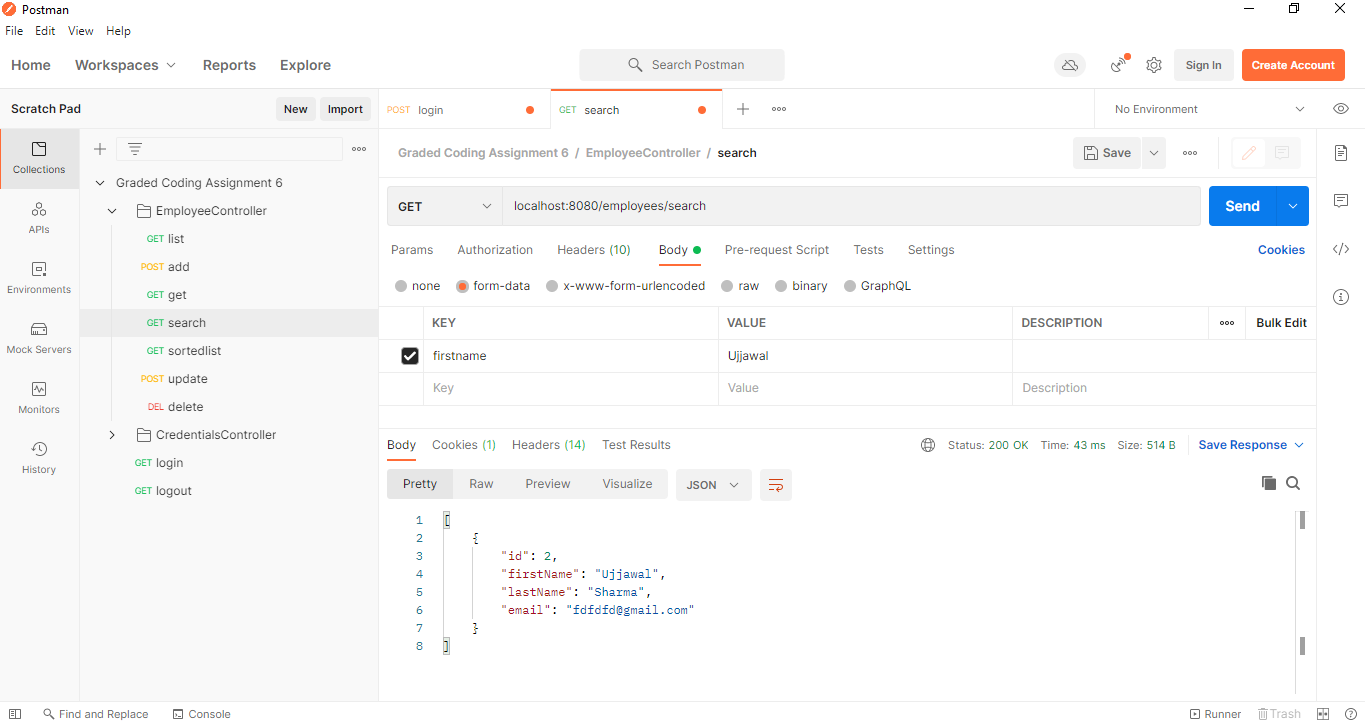 Postman
File Edit View Help
Home Workspaces Reports Explore Search Postman Sign In Create Account
Scratch Pad New Import POST login GET search No Environment
Graded Coding Assignment 6 / EmployeeController / search Save
Collections
APIs
Environments
Mock Servers
Monitors
History
Graded Coding Assignment 6
EmployeeController
GET list
POST add
GET get
GET search
GET sortedlist
POST update
DEL delete
CredentialsController
GET login
GET logout
GET localhost:8080/employees/search Send
Params Authorization Headers (10) Body Pre-request Script Tests Settings Cookies
none form-data x-www-form-urlencoded raw binary GraphQL
KEY VALUE DESCRIPTION Bulk Edit
firstname Ujjawal
Key Value Description
Body Cookies (1) Headers (14) Test Results Status: 200 OK Time: 43 ms Size: 514 B Save Response
Pretty Raw Preview Visualize JSON
1 [
2 {
3 "id": 2,
4 "firstName": "Ujjawal",
5 "lastName": "Sharma",
6 "email": "fdfdfd@gmail.com"
7 }
8 ]
Find and Replace Console Runner Trash